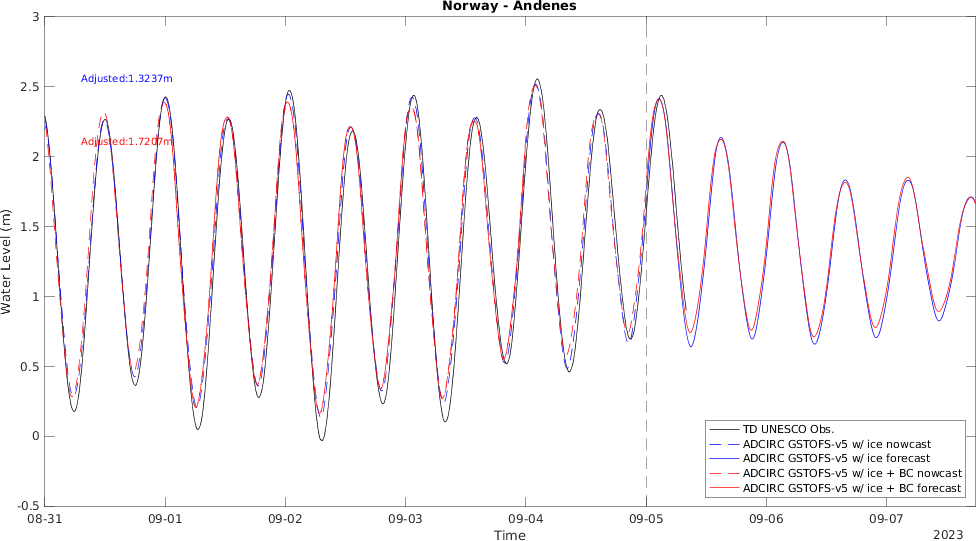 Norway - Andenes
3
2.5
2
1.5
1
0.5
0
-0.5
Water Level (m)
Adjusted:1.3237m
Adjusted:1.7207m
TD UNESCO Obs.
ADCIRC GSTOFS-v5 w/ ice nowcast
ADCIRC GSTOFS-v5 w/ ice forecast
ADCIRC GSTOFS-v5 w/ ice + BC nowcast
ADCIRC GSTOFS-v5 w/ ice + BC forecast
08-31 09-01 09-02 09-03 09-04 09-05 09-06 09-07
Time
2023